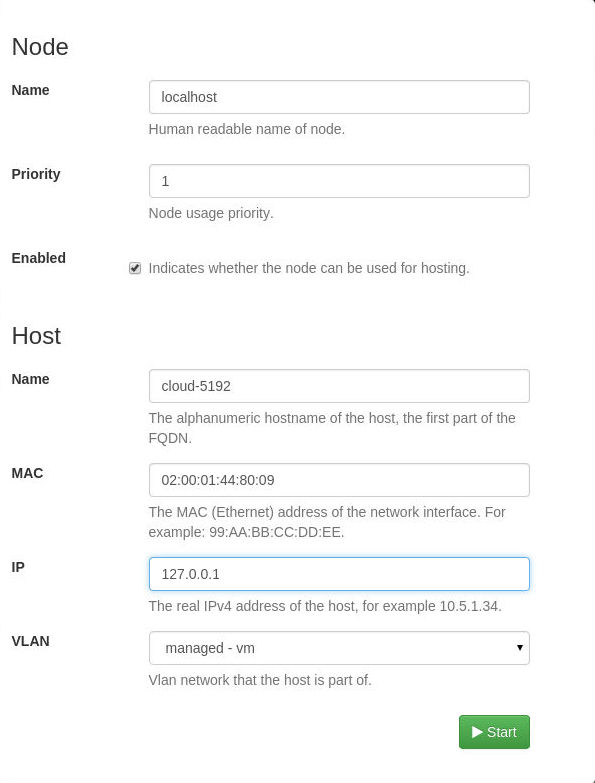 Node
Name
localhost
Human readable name of node.
Priority
1
Node usage priority.
Enabled
Indicates whether the node can be used for hosting.
Host
Name
cloud-5192
The alphanumeric hostname of the host, the first part of the
FQDN.
MAC
02:00:01:44:80:09
The MAC (Ethernet) address of the network interface. For
example: 99:AA:BB:CC:DD:EE.
IP
127.0.0.1
The real IPv4 address of the host, for example 10.5.1.34.
VLAN
managed - vm
Vlan network that the host is part of.
Start